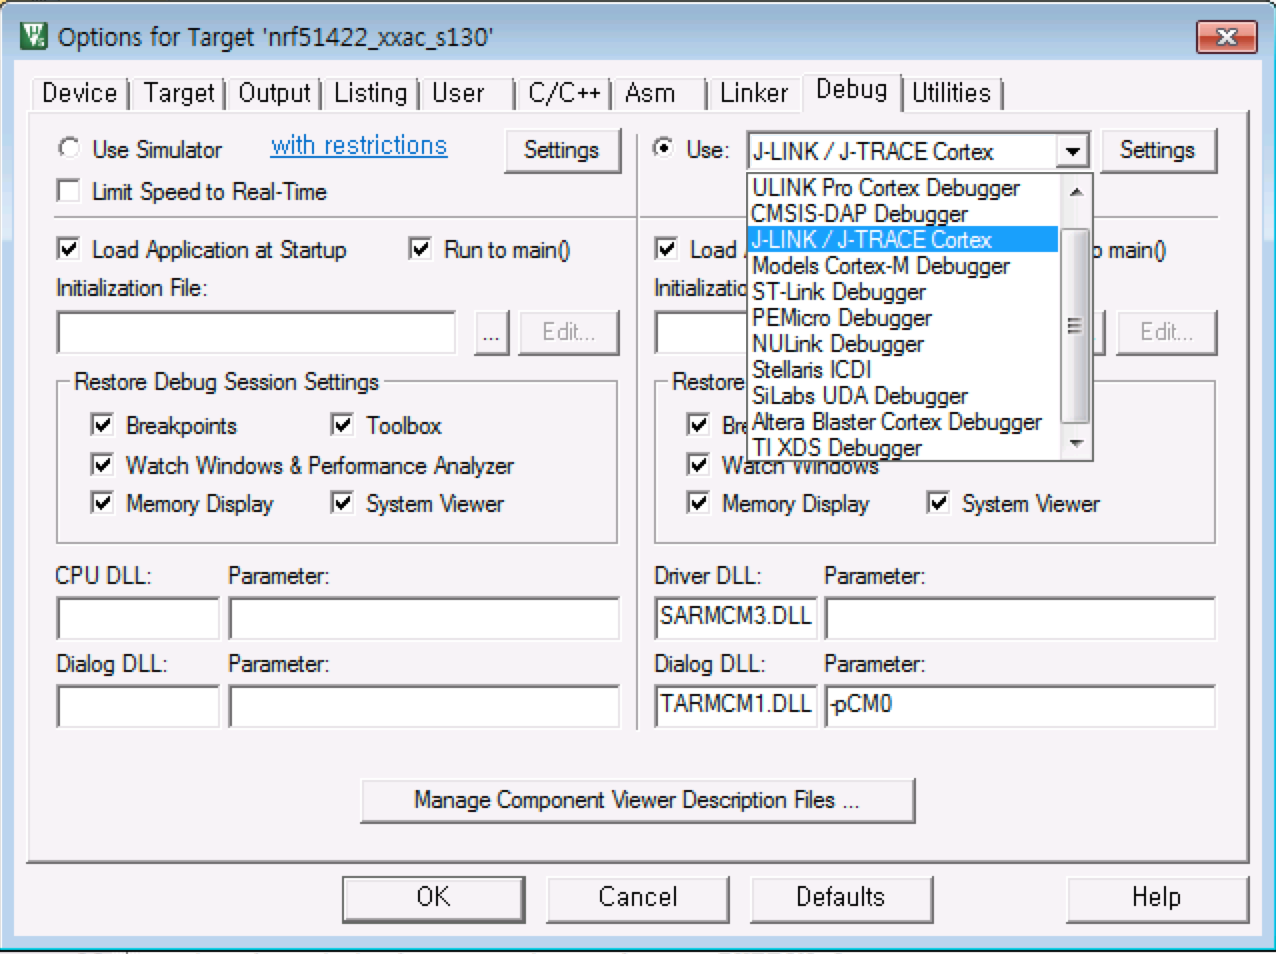 Options for Target 'nrf51422_xxac_s130'
Device Target Output Listing User C/C++ Asm Linker Debug Utilities
Use Simulator with restrictions Settings Use: J-LINK / J-TRACE Cortex Settings
Limit Speed to Real-Time
ULINK Pro Cortex Debugger
CMSIS-DAP Debugger
J-LINK / J-TRACE Cortex
Models Cortex-M Debugger
ST-Link Debugger
PEMicro Debugger
NULink Debugger
Stellaris ICDI
SiLabs UDA Debugger
Altera Blaster Cortex Debugger
TI XDS Debugger
Load Application at Startup Run to main() Load main()
Initialization File:
... Edit... Edit...
Restore Debug Session Settings Restore
Breakpoints Toolbox
Watch Windows & Performance Analyzer Watch Windows
Memory Display System Viewer Memory Display System Viewer
CPU DLL: Parameter: Driver DLL: Parameter:
SARMCM3.DLL
Dialog DLL: Parameter: Dialog DLL: Parameter:
TARMCM1.DLL -pCM0
Manage Component Viewer Description Files ...
OK Cancel Defaults Help